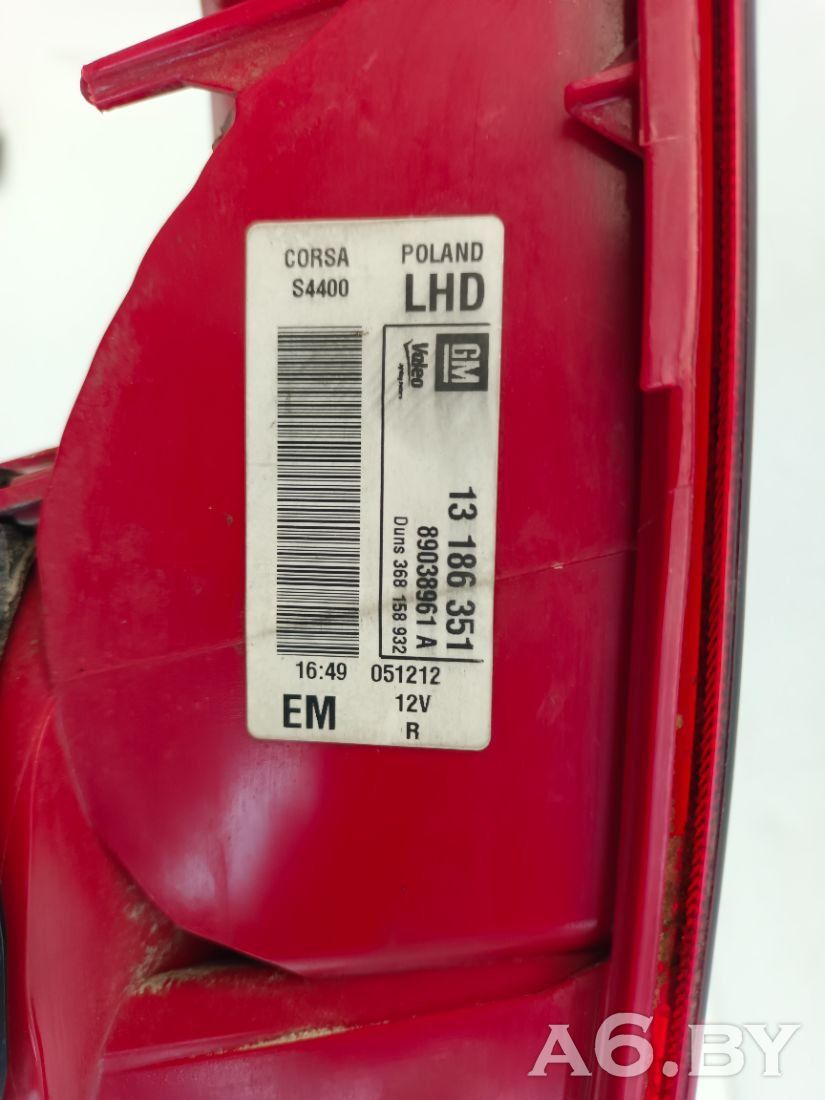 CORSA POLAND
S4400 LHD
GM
Valeo
13 186 351
89038961 A
Duns 368 158 932
16:49 051212
EM 12V
R
A6.BY